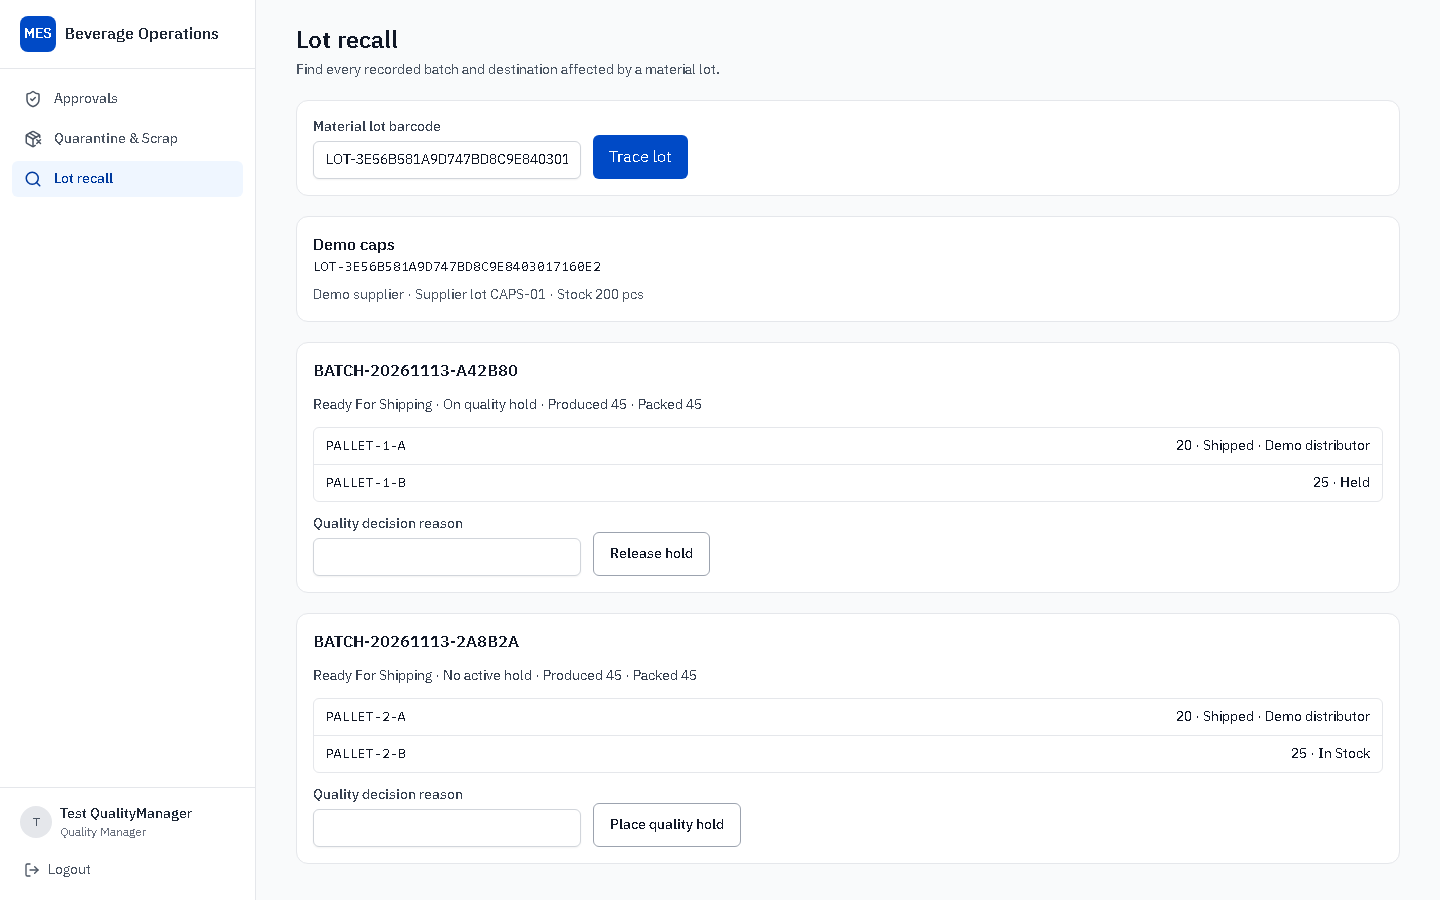 MES Beverage Operations
Approvals
Quarantine & Scrap
Lot recall
Test QualityManager
T
Quality Manager
Logout
Lot recall
Find every recorded batch and destination affected by a material lot.
Material lot barcode
LOT-3E56B581A9D747BD8C9E840301
Trace lot
Demo caps
LOT-3E56B581A9D747BD8C9E8403017160E2
Demo supplier · Supplier lot CAPS-01 · Stock 200 pcs
BATCH-20261113-A42B80
Ready For Shipping · On quality hold · Produced 45 · Packed 45
PALLET-1-A 20 · Shipped · Demo distributor
PALLET-1-B 25 · Held
Quality decision reason
Release hold
BATCH-20261113-2A8B2A
Ready For Shipping · No active hold · Produced 45 · Packed 45
PALLET-2-A 20 · Shipped · Demo distributor
PALLET-2-B 25 · In Stock
Quality decision reason
Place quality hold